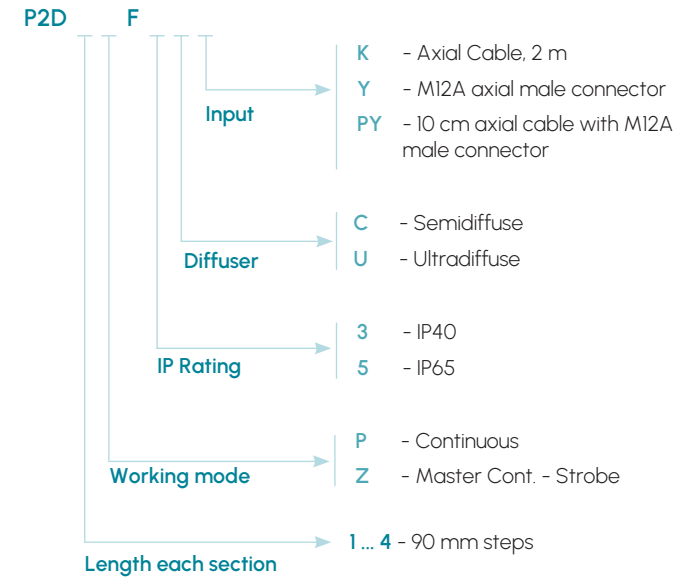 P2D F
K - Axial Cable, 2 m
Y - M12A axial male connector
PY - 10 cm axial cable with M12A
male connector
Input
C - Semidiffuse
U - Ultradiffuse
Diffuser
3 - IP40
5 - IP65
IP Rating
P - Continuous
Z - Master Cont. - Strobe
Working mode
1 ... 4 - 90 mm steps
Length each section